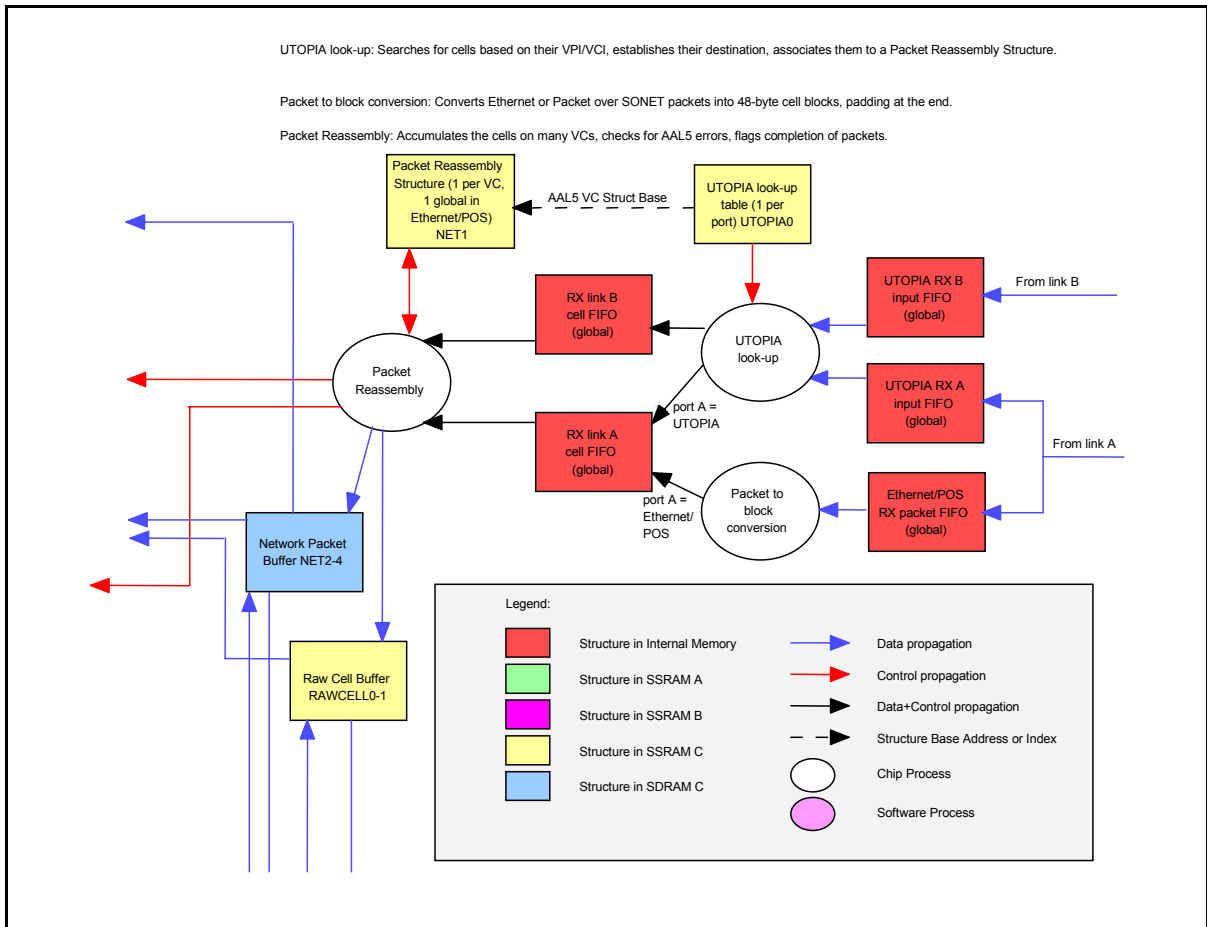 UTOPIA look-up: Searches for cells based on their VPI/VCI, establishes their destination, associates them to a Packet Reassembly Structure.
Packet to block conversion: Converts Ethernet or Packet over SONET packets into 48-byte cell blocks, padding at the end.
Packet Reassembly: Accumulates the cells on many VCs, checks for AAL5 errors, flags completion of packets.
Packet Reassembly
Structure (1 per VC,
1 global in
Ethernet/POS)
NET1
AAL5 VC Struct Base
UTOPIA look-up
table (1 per
port) UTOPIA0
RX link B
cell FIFO
(global)
UTOPIA
look-up
UTOPIA RX B
input FIFO
(global)
From link B
Packet
Reassembly
port A =
UTOPIA
UTOPIA RX A
input FIFO
(global)
From link A
RX link A
cell FIFO
(global)
port A =
Ethernet/
POS
Packet to
block
conversion
Ethernet/POS
RX packet FIFO
(global)
Network Packet
Buffer NET2-4
Raw Cell Buffer
RAWCELL0-1
Legend:
Structure in Internal Memory
Structure in SSRAM A
Structure in SSRAM B
Structure in SSRAM C
Structure in SDRAM C
Data propagation
Control propagation
Data+Control propagation
Structure Base Address or Index
Chip Process
Software Process